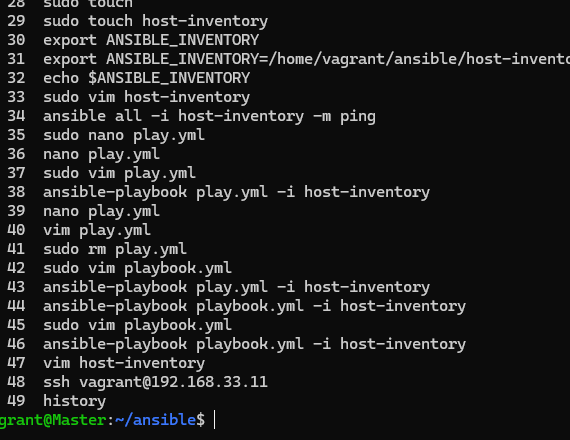 28 sudo touch
29 sudo touch host-inventory
30 export ANSIBLE_INVENTORY
31 export ANSIBLE_INVENTORY=/home/vagrant/ansible/host-invento
32 echo $ANSIBLE_INVENTORY
33 sudo vim host-inventory
34 ansible all -i host-inventory -m ping
35 sudo nano play.yml
36 nano play.yml
37 sudo vim play.yml
38 ansible-playbook play.yml -i host-inventory
39 nano play.yml
40 vim play.yml
41 sudo rm play.yml
42 sudo vim playbook.yml
43 ansible-playbook play.yml -i host-inventory
44 ansible-playbook playbook.yml -i host-inventory
45 sudo vim playbook.yml
46 ansible-playbook playbook.yml -i host-inventory
47 vim host-inventory
48 ssh vagrant@192.168.33.11
49 history
grant@Master:~/ansible$